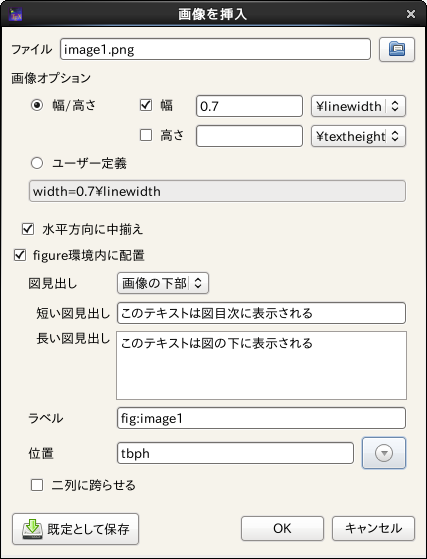 画像を挿入
ファイル image1.png
画像オプション
幅/高さ 幅 0.7 ¥linewidth
高さ ¥textheight
ユーザー定義
width=0.7¥linewidth
水平方向に中揃え
figure環境内に配置
図見出し 画像の下部
短い図見出し このテキストは図目次に表示される
長い図見出し このテキストは図の下に表示される
ラベル fig:image1
位置 tbph
二列に跨らせる
既定として保存 OK キャンセル